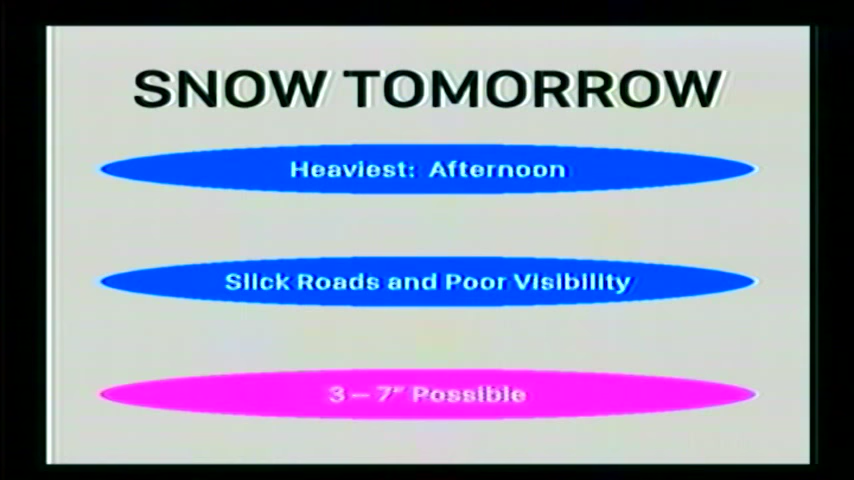 SNOW TOMORROW
Heaviest: Afternoon
Slick Roads and Poor Visibility
3 – 7" Possible